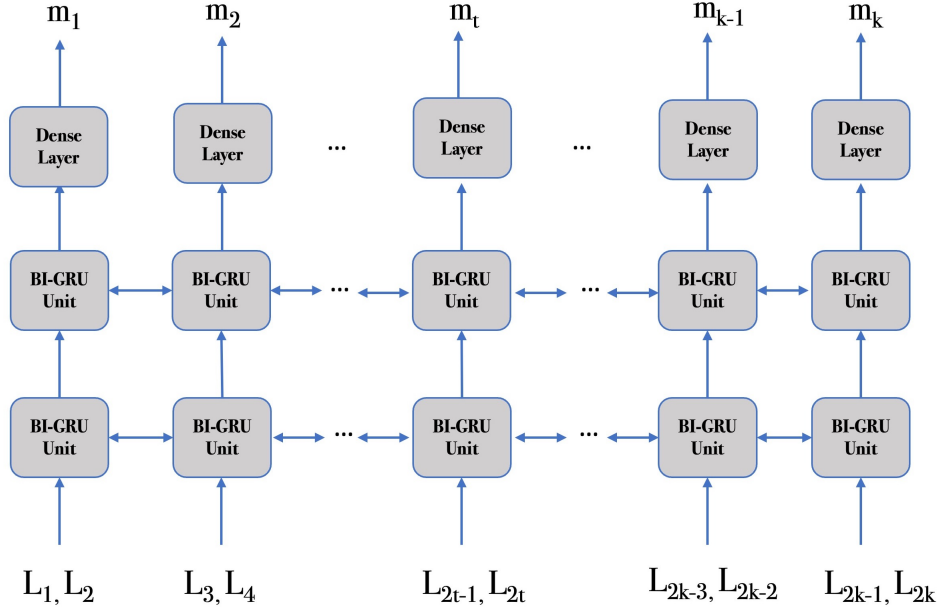 m1 m2 mt mk-1 mk
Dense Layer Dense Layer ... Dense Layer ... Dense Layer Dense Layer
BI-GRU Unit BI-GRU Unit ... BI-GRU Unit ... BI-GRU Unit BI-GRU Unit
BI-GRU Unit BI-GRU Unit ... BI-GRU Unit ... BI-GRU Unit BI-GRU Unit
L1, L2 L3, L4 L2t-1, L2t L2k-3, L2k-2 L2k-1, L2k